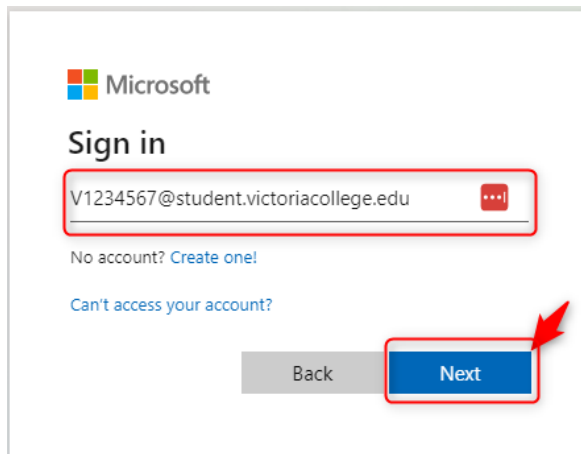 Microsoft
Sign in
V1234567@student.victoriacollege.edu
No account? Create one!
Can't access your account?
Back Next